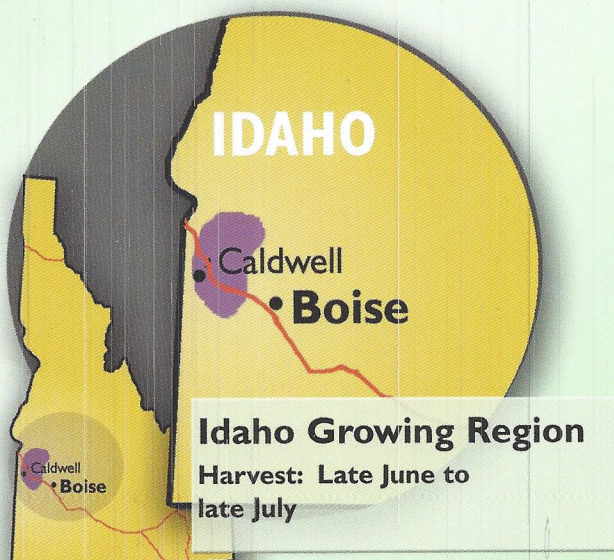 IDAHO
Caldwell
Boise
Idaho Growing Region
Harvest: Late June to
late July
Caldwell
Boise